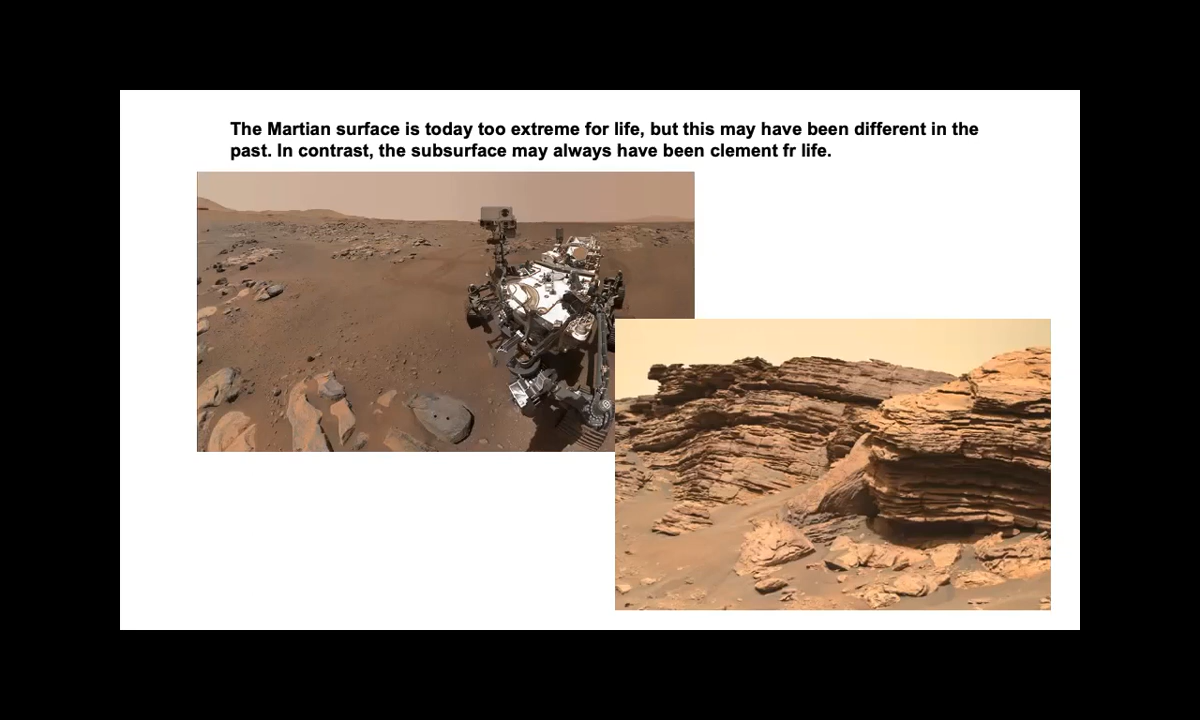 The Martian surface is today too extreme for life, but this may have been different in the
past. In contrast, the subsurface may always have been clement fr life.